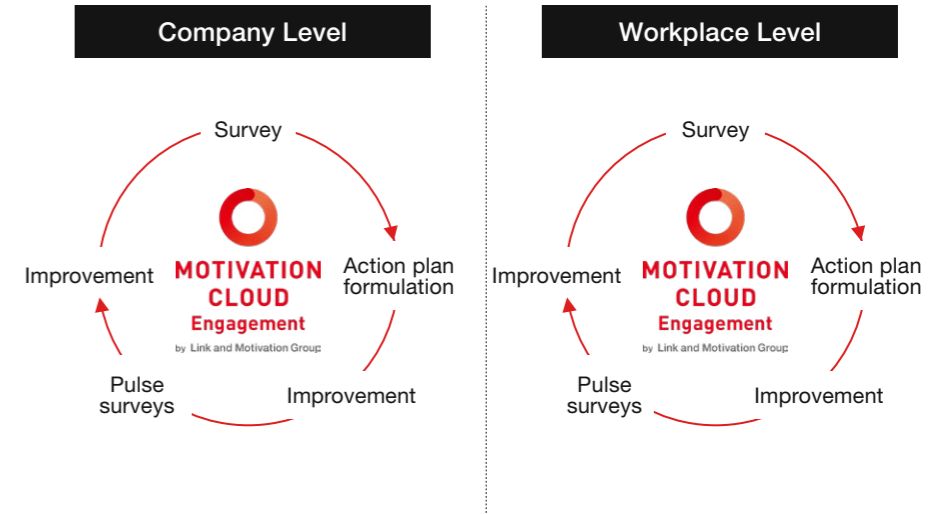 Company Level
Survey
Improvement
MOTIVATION
CLOUD
Engagement
by Link and Motivation Group
Action plan
formulation
Pulse
surveys
Improvement
Workplace Level
Survey
Improvement
MOTIVATION
CLOUD
Engagement
by Link and Motivation Group
Action plan
formulation
Pulse
surveys
Improvement